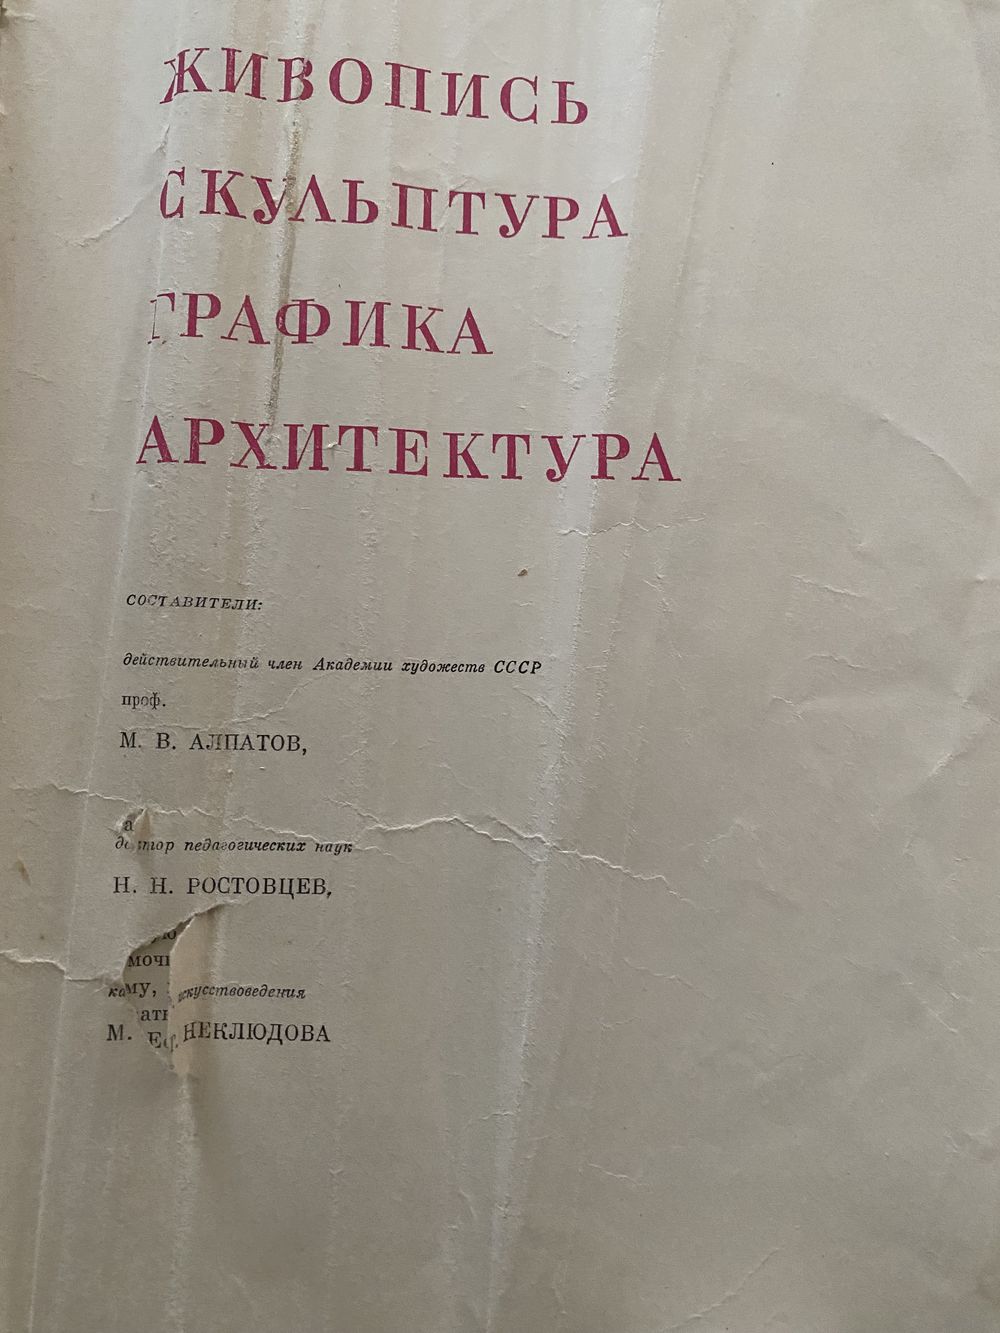 ЖИВОПИСЬ
СКУЛЬПТУРА
ГРАФИКА
АРХИТЕКТУРА
СОСТАВИТЕЛИ:
действительный член Академии художеств СССР
проф.
М. В. АЛПАТОВ,
доктор педагогических наук
Н. Н. РОСТОВЦЕВ,
искусствоведения
М. НЕКЛЮДОВА